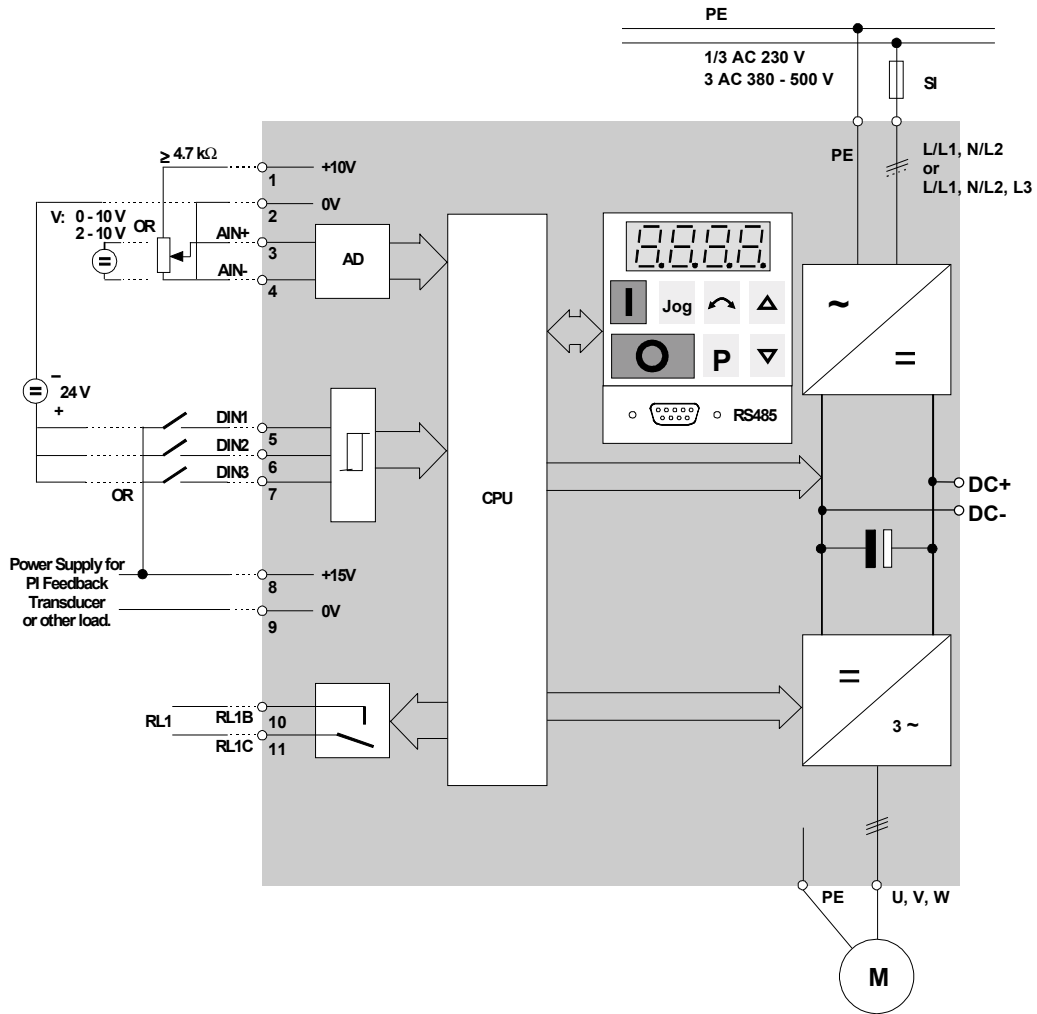 PE
1/3 AC 230 V
3 AC 380 - 500 V
SI
PE
L/L1, N/L2
or
L/L1, N/L2, L3
≥ 4.7 kΩ
1
+10V
2
0V
V: 0 - 10 V
2 - 10 V
OR
AIN+
3
AIN-
4
AD
~
=
Jog
P
RS485
=
–
24 V
+
=
DIN1
5
DIN2
6
DIN3
7
OR
CPU
DC+
DC-
Power Supply for
PI Feedback
Transducer
or other load.
8
+15V
9
0V
RL1
RL1B
10
RL1C
11
=
3 ~
PE
U, V, W
M